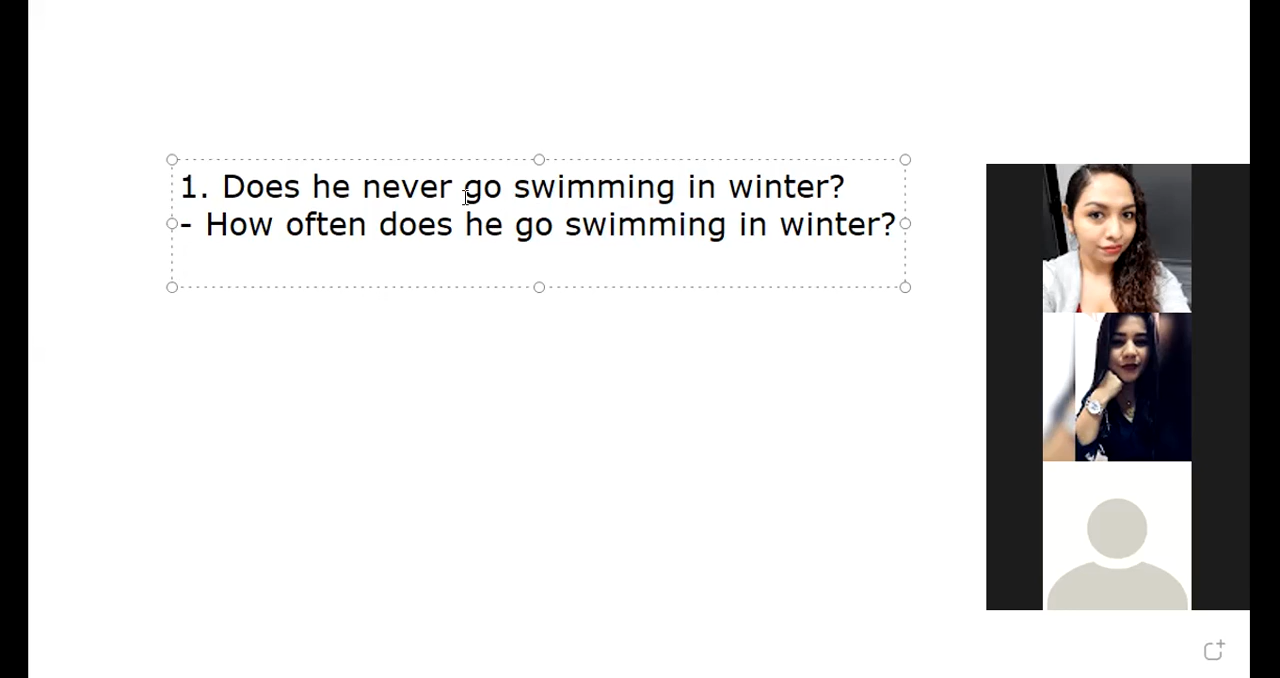 1. Does he never go swimming in winter?
- How often does he go swimming in winter?